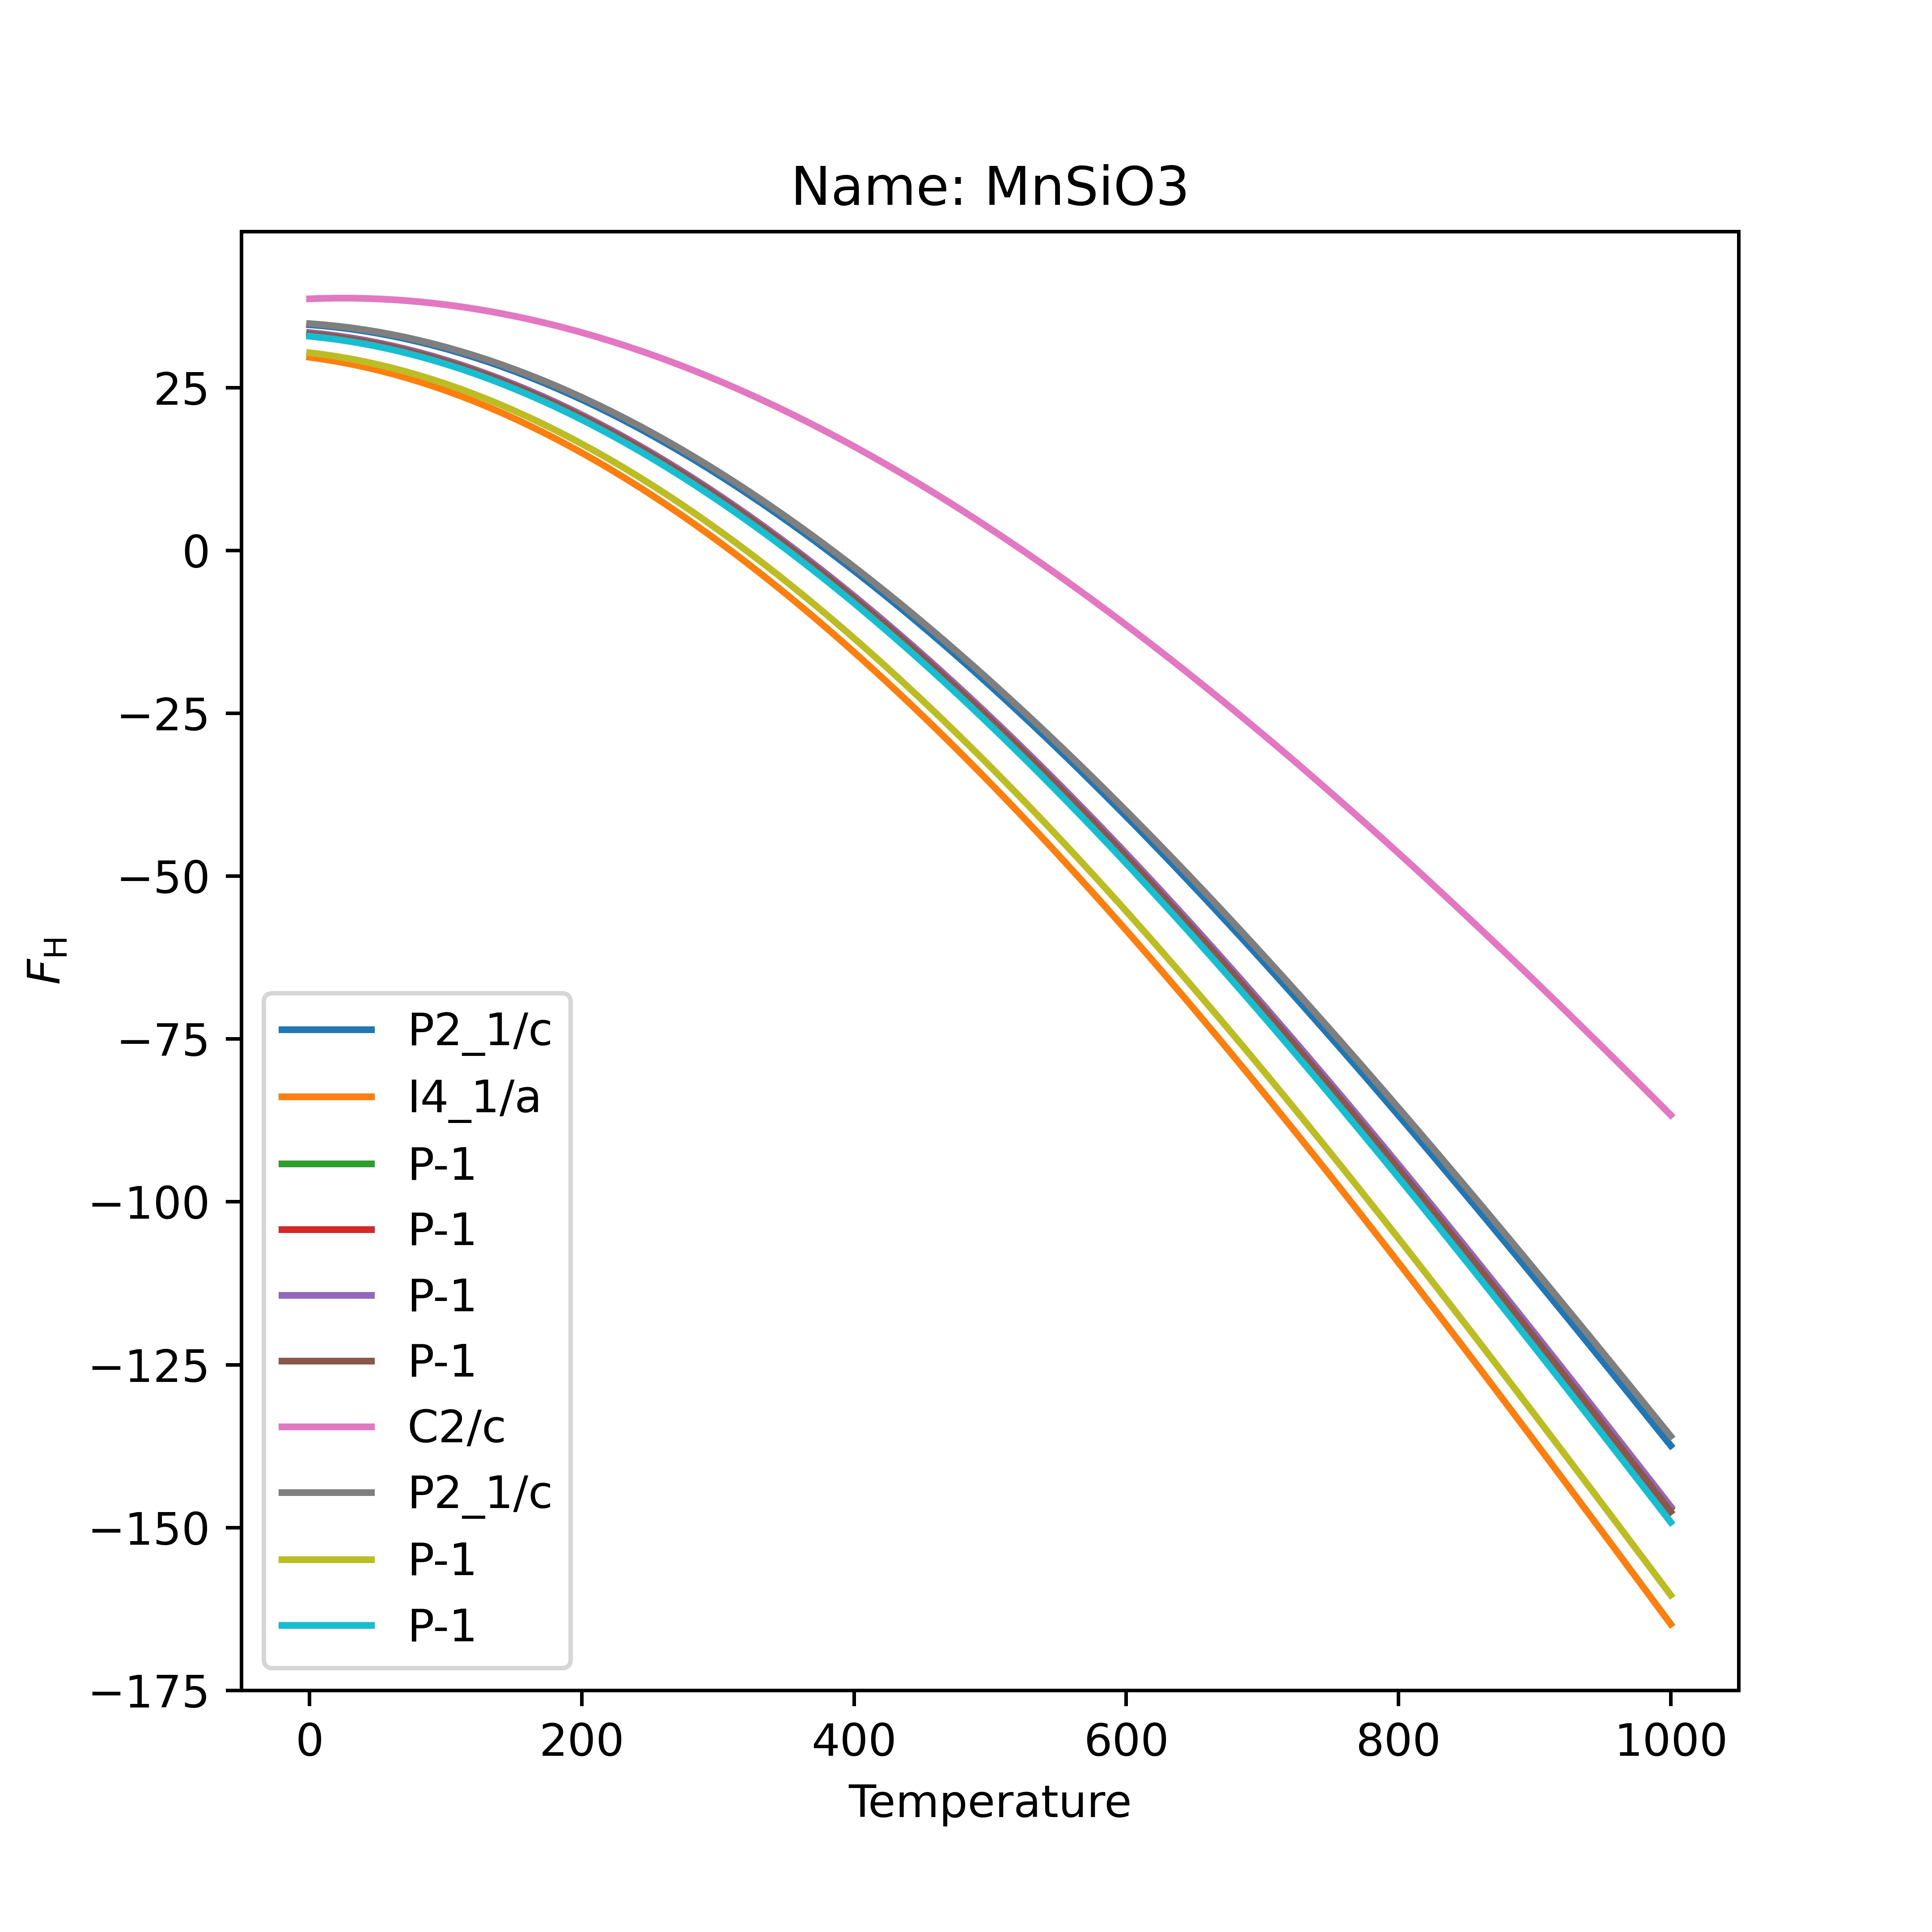 Name: MnSiO3
25
0
−25
−50
−75
−100
−125
−150
−175
F_H
P2_1/c
I4_1/a
P-1
P-1
P-1
P-1
C2/c
P2_1/c
P-1
P-1
0 200 400 600 800 1000
Temperature